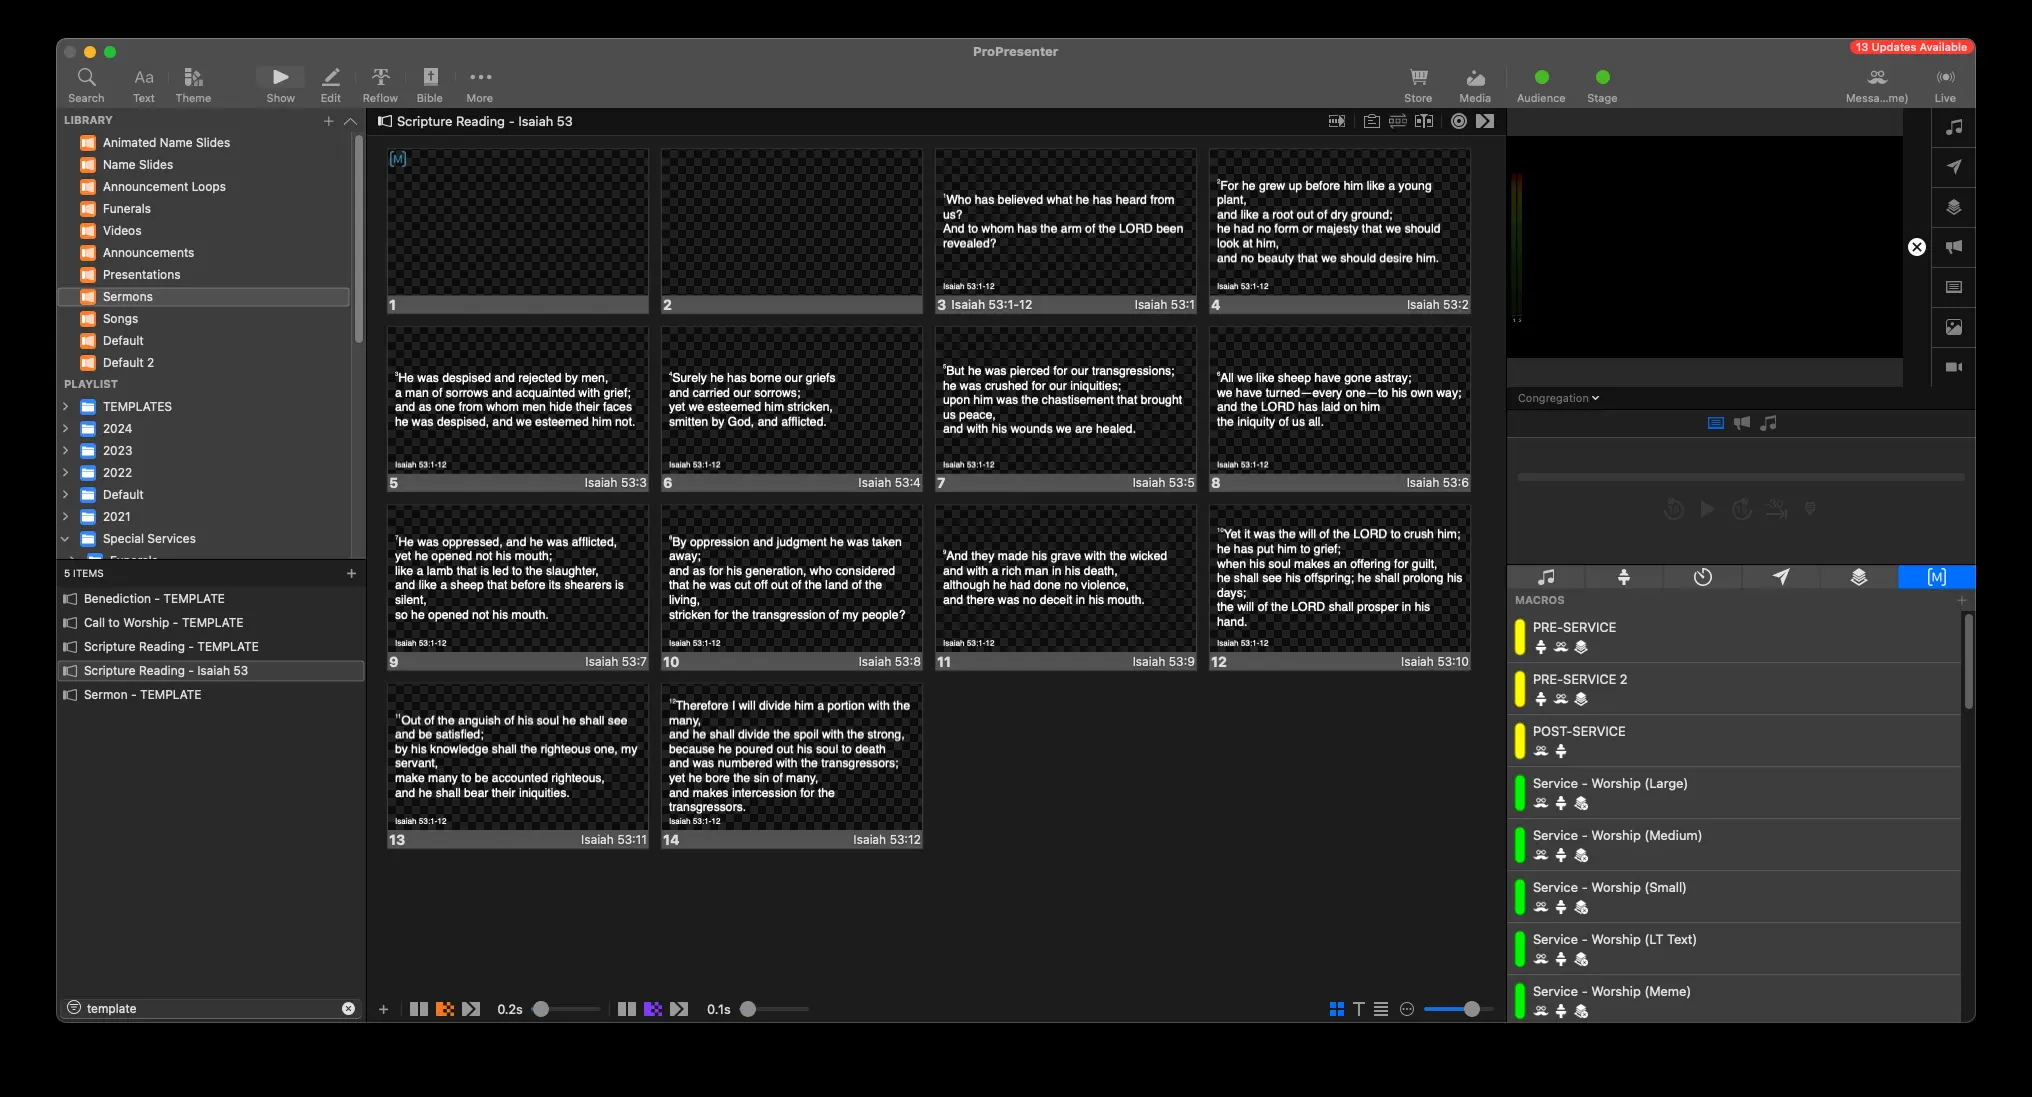 ProPresenter
13 Updates Available
Search
Text
Theme
Show
Edit
Reflow
Bible
More
Store
Media
Audience
Stage
Messa...me)
Live
LIBRARY
Animated Name Slides
Name Slides
Announcement Loops
Funerals
Videos
Announcements
Presentations
Sermons
Songs
Default
Default 2
PLAYLIST
TEMPLATES
2024
2023
2022
Default
2021
Special Services
5 ITEMS
Benediction - TEMPLATE
Call to Worship - TEMPLATE
Scripture Reading - TEMPLATE
Scripture Reading - Isaiah 53
Sermon - TEMPLATE
template
Scripture Reading - Isaiah 53
[M]
1
2
1Who has believed what he has heard from
us?
And to whom has the arm of the LORD been
revealed?
Isaiah 53:1-12
3 Isaiah 53:1-12 Isaiah 53:1
2For he grew up before him like a young
plant,
and like a root out of dry ground;
he had no form or majesty that we should
look at him,
and no beauty that we should desire him.
Isaiah 53:1-12
4 Isaiah 53:2
3He was despised and rejected by men,
a man of sorrows and acquainted with grief;
and as one from whom men hide their faces
he was despised, and we esteemed him not.
Isaiah 53:1-12
5 Isaiah 53:3
4Surely he has borne our griefs
and carried our sorrows;
yet we esteemed him stricken,
smitten by God, and afflicted.
Isaiah 53:1-12
6 Isaiah 53:4
5But he was pierced for our transgressions;
he was crushed for our iniquities;
upon him was the chastisement that brought
us peace,
and with his wounds we are healed.
Isaiah 53:1-12
7 Isaiah 53:5
6All we like sheep have gone astray;
we have turned—every one—to his own way;
and the LORD has laid on him
the iniquity of us all.
Isaiah 53:1-12
8 Isaiah 53:6
7He was oppressed, and he was afflicted,
yet he opened not his mouth;
like a lamb that is led to the slaughter,
and like a sheep that before its shearers is
silent,
so he opened not his mouth.
Isaiah 53:1-12
9 Isaiah 53:7
8By oppression and judgment he was taken
away;
and as for his generation, who considered
that he was cut off out of the land of the
living,
stricken for the transgression of my people?
Isaiah 53:1-12
10 Isaiah 53:8
9And they made his grave with the wicked
and with a rich man in his death,
although he had done no violence,
and there was no deceit in his mouth.
Isaiah 53:1-12
11 Isaiah 53:9
10Yet it was the will of the LORD to crush him;
he has put him to grief;
when his soul makes an offering for guilt,
he shall see his offspring; he shall prolong his
days;
the will of the LORD shall prosper in his
hand.
Isaiah 53:1-12
12 Isaiah 53:10
11Out of the anguish of his soul he shall see
and be satisfied;
by his knowledge shall the righteous one, my
servant,
make many to be accounted righteous,
and he shall bear their iniquities.
Isaiah 53:1-12
13 Isaiah 53:11
12Therefore I will divide him a portion with the
many,
and he shall divide the spoil with the strong,
because he poured out his soul to death
and was numbered with the transgressors;
yet he bore the sin of many,
and makes intercession for the
transgressors.
Isaiah 53:1-12
14 Isaiah 53:12
0.2s
0.1s
Congregation
[M]
MACROS
PRE-SERVICE
PRE-SERVICE 2
POST-SERVICE
Service - Worship (Large)
Service - Worship (Medium)
Service - Worship (Small)
Service - Worship (LT Text)
Service - Worship (Meme)